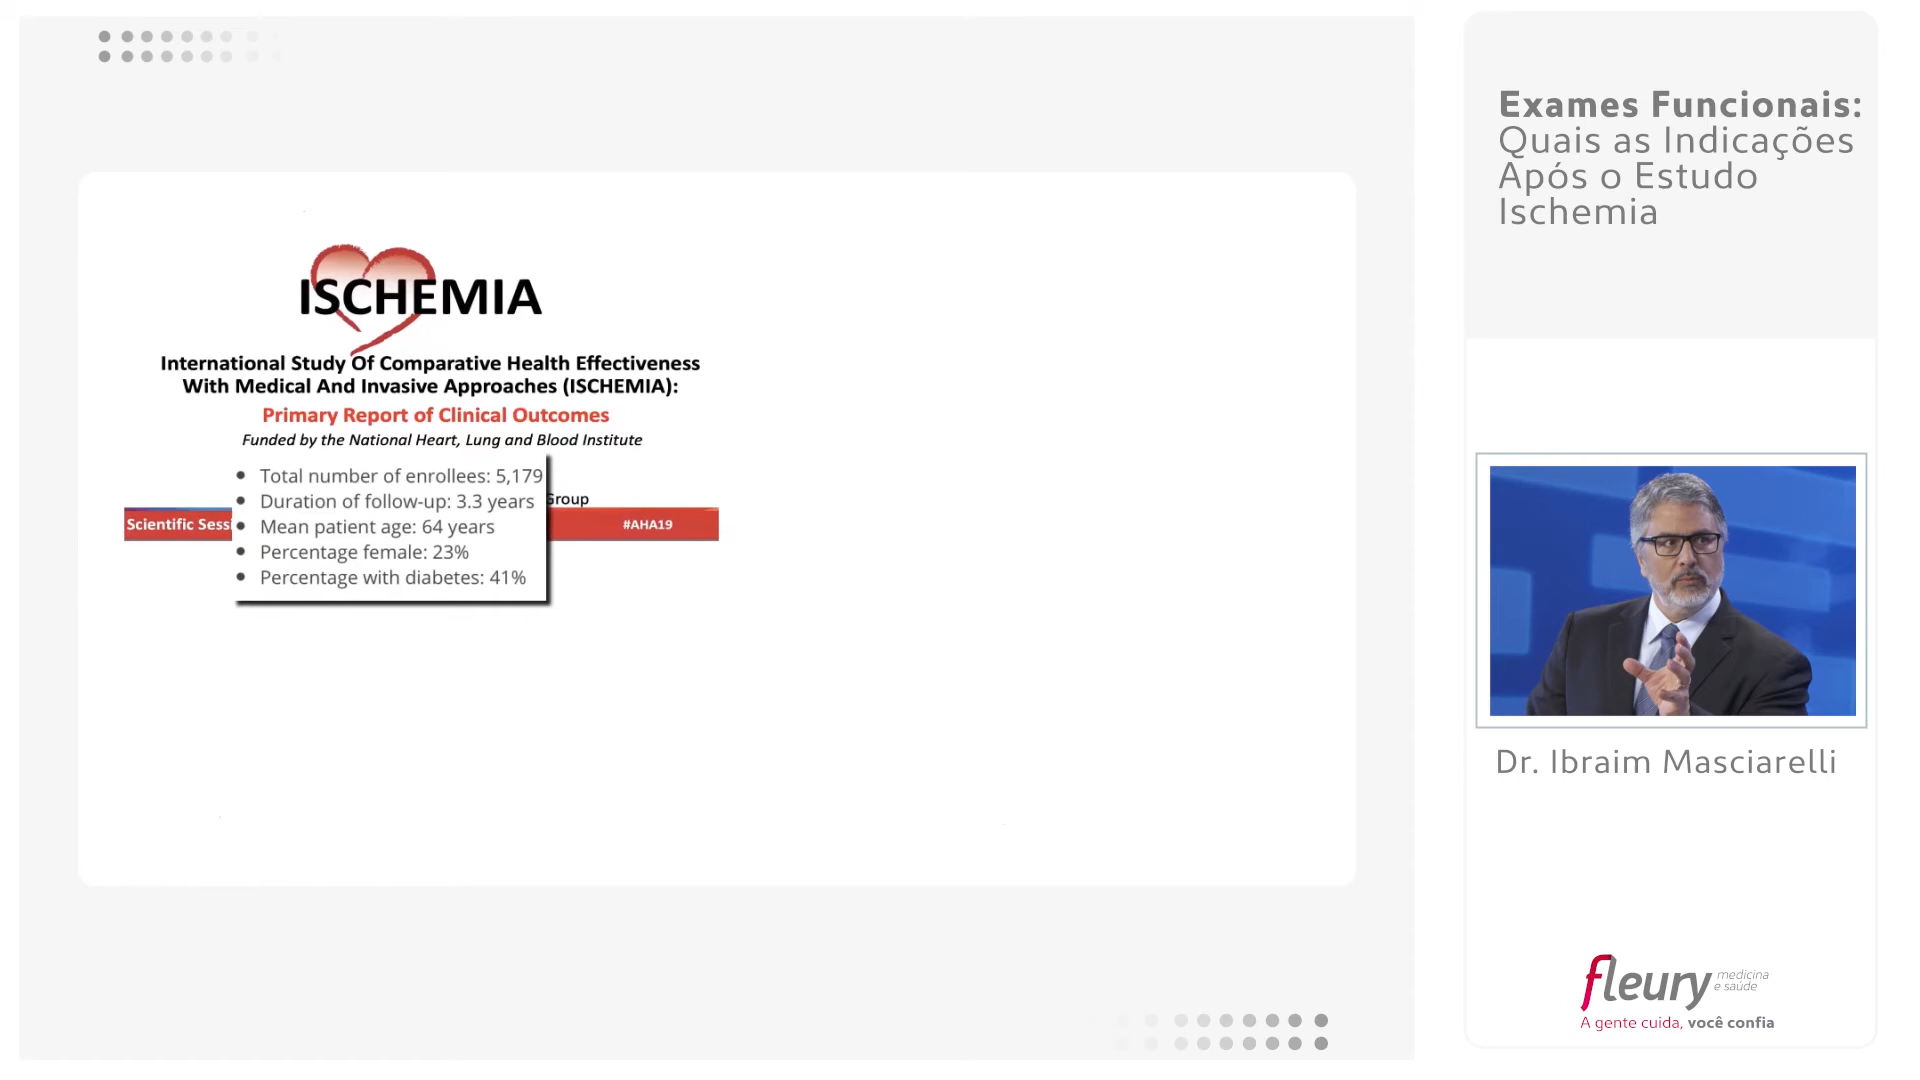 ISCHEMIA
International Study Of Comparative Health Effectiveness
With Medical And Invasive Approaches (ISCHEMIA):
Primary Report of Clinical Outcomes
Funded by the National Heart, Lung and Blood Institute
• Total number of enrollees: 5,179
• Duration of follow-up: 3.3 years
Group
Scientific
#AHA19
• Mean patient age: 64 years
• Percentage female: 23%
• Percentage with diabetes: 41%
Exames Funcionais:
Quais as Indicações
Após o Estudo
Ischemia
Dr. Ibraim Masciarelli
fleury medicina
e saúde
A gente cuida, você confia